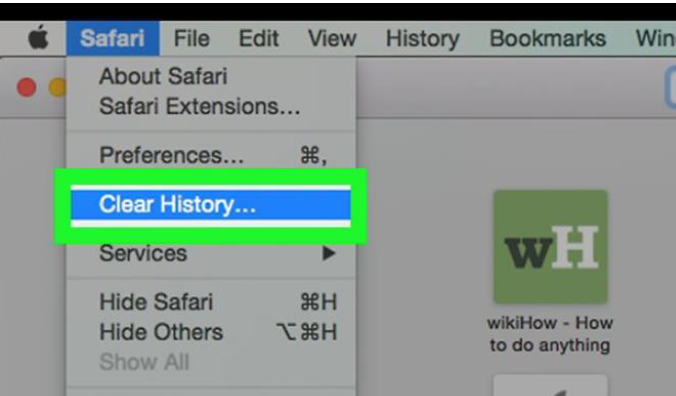 Safari File Edit View History Bookmarks
About Safari
Safari Extensions...
Preferences... ⌘,
Clear History...
Services ▶
Hide Safari ⌘H
Hide Others ⌥⌘H
Show All
wH
wikiHow - How
to do anything